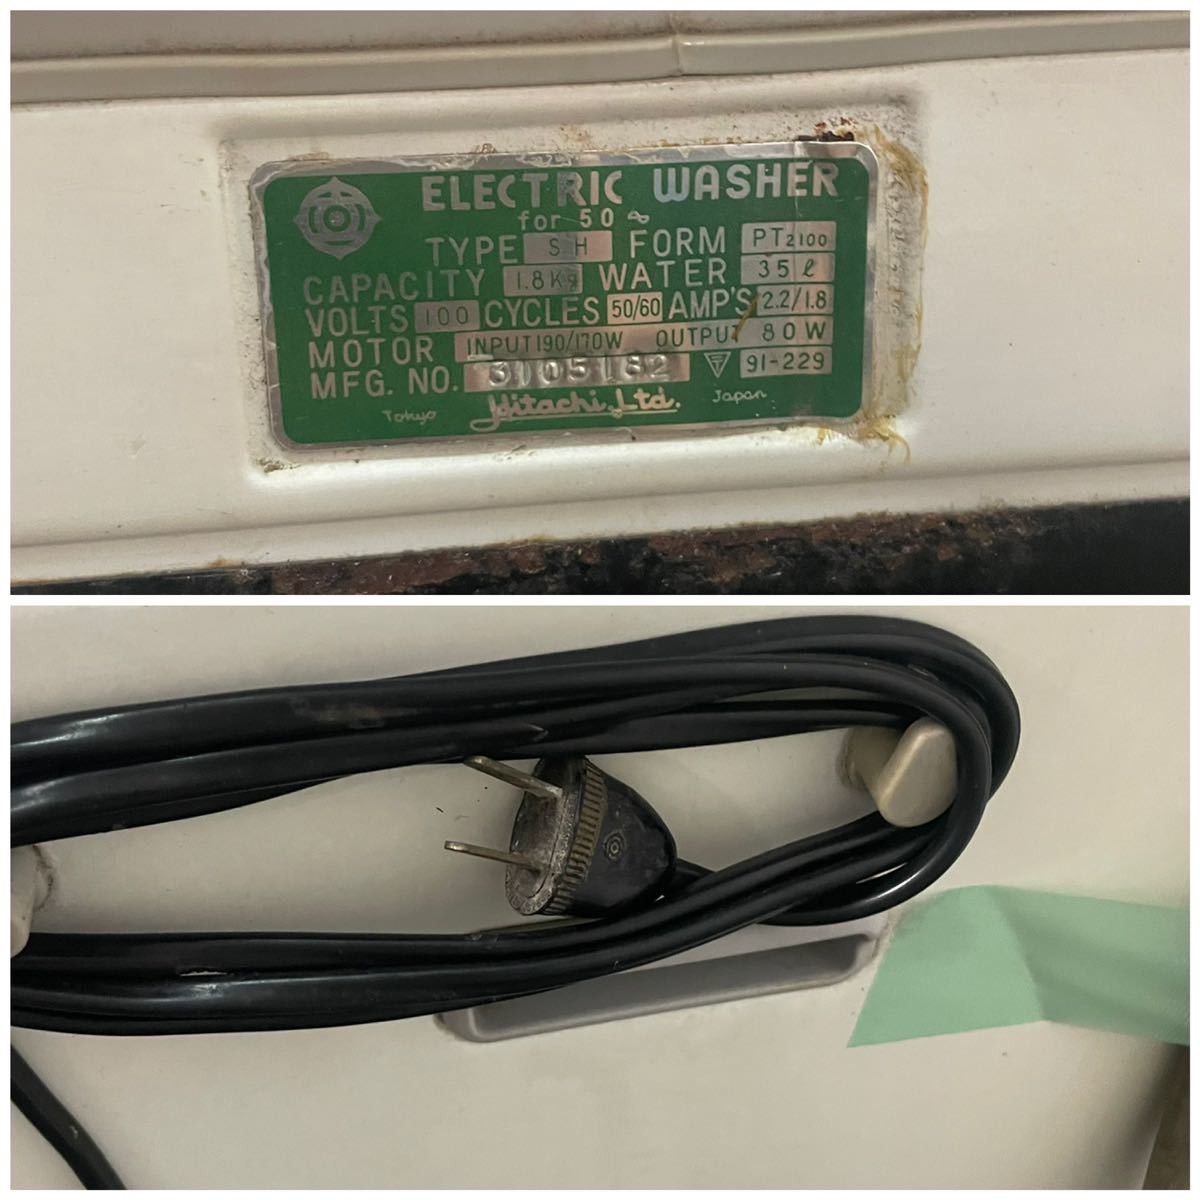 ELECTRIC WASHER
for 50 ∾
TYPE SH FORM PT2100
CAPACITY 1.8Kg WATER 35ℓ
VOLTS 100 CYCLES 50/60 AMP'S 2.2/1.8
MOTOR INPUT 190/170W OUTPUT 80W
MFG. NO. 3105182 91-229
Tokyo Hitachi, Ltd. Japan